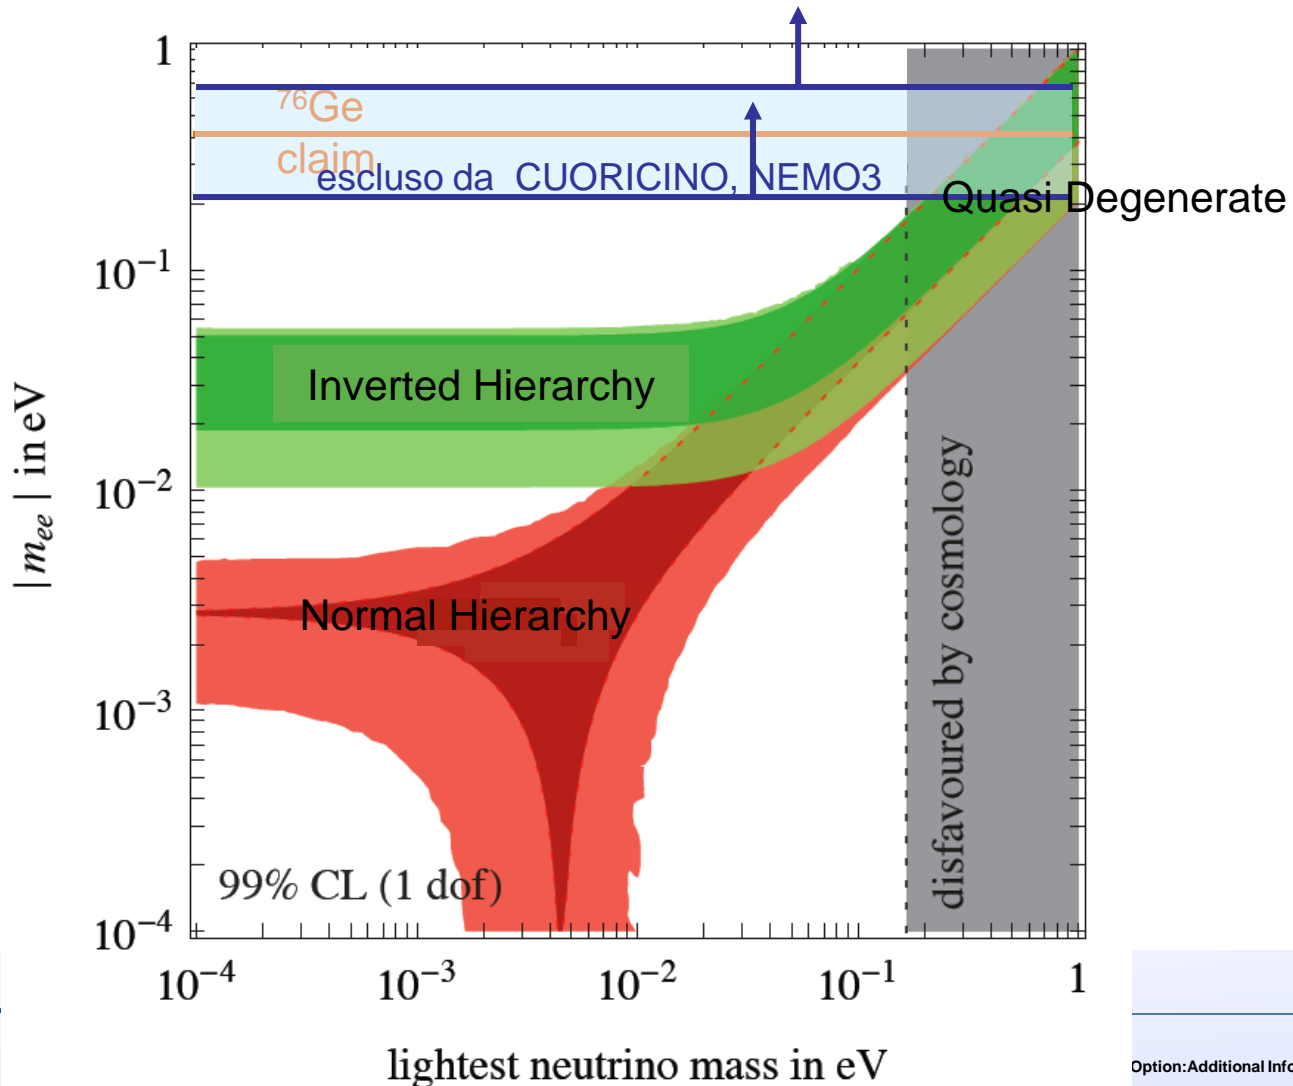 1
⁷⁶Ge
claim
escluso da CUORICINO, NEMO3
Quasi Degenerate
10⁻¹
Inverted Hierarchy
10⁻²
| mₑₑ | in eV
Normal Hierarchy
10⁻³
disfavoured by cosmology
99% CL (1 dof)
10⁻⁴
10⁻⁴ 10⁻³ 10⁻² 10⁻¹ 1
lightest neutrino mass in eV
Option:Additional Info